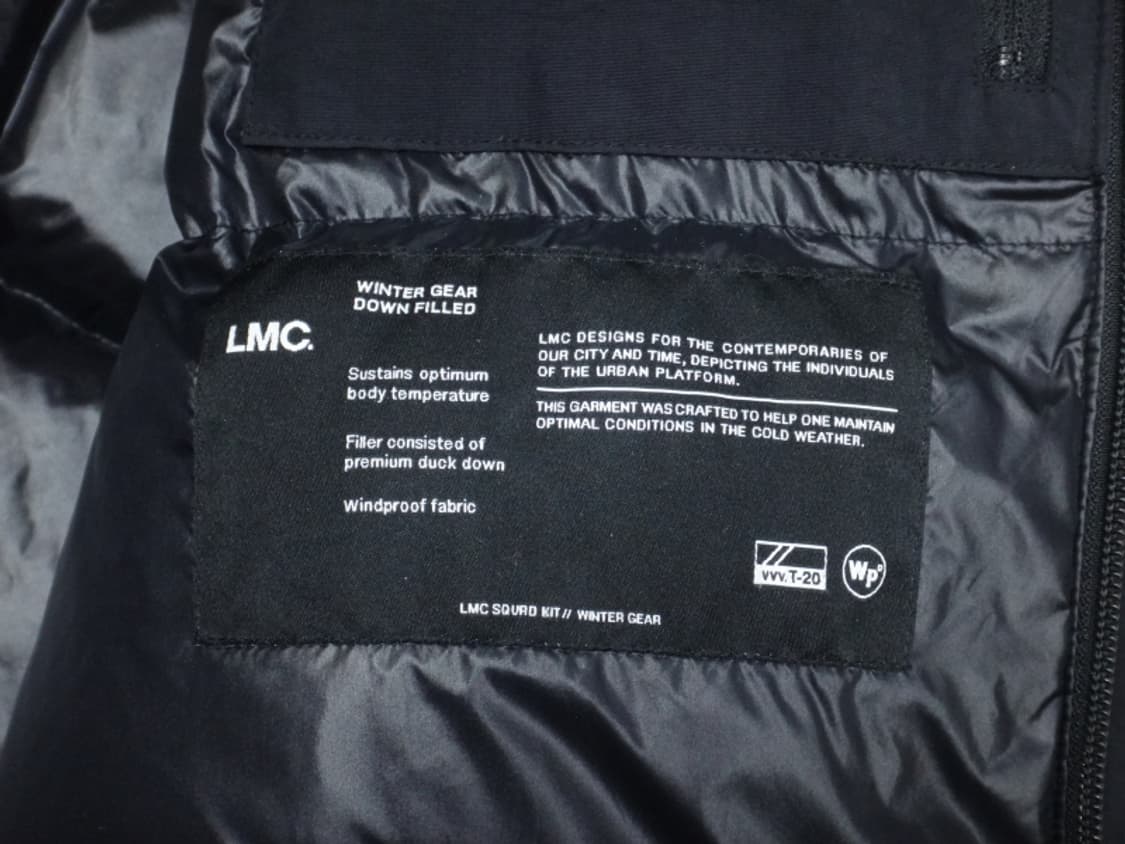 WINTER GEAR
DOWN FILLED
LMC.
Sustains optimum
body temperature
Filler consisted of
premium duck down
Windproof fabric
LMC DESIGNS FOR THE CONTEMPORARIES OF
OUR CITY AND TIME, DEPICTING THE INDIVIDUALS
OF THE URBAN PLATFORM.
THIS GARMENT WAS CRAFTED TO HELP ONE MAINTAIN
OPTIMAL CONDITIONS IN THE COLD WEATHER.
VVV.T-20
Wp°
LMC SQURD KIT // WINTER GEAR